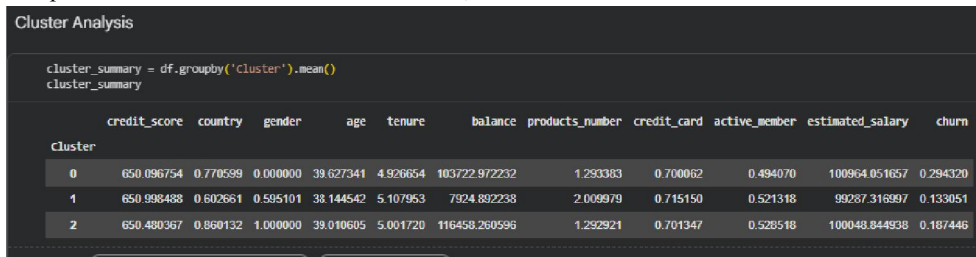 Cluster Analysis
cluster_summary = df.groupby('Cluster').mean()
cluster_summary
credit_score country gender age tenure balance products_number credit_card active_member estimated_salary churn
Cluster
0 650.096754 0.770599 0.000000 39.627341 4.926654 103722.972232 1.293383 0.700062 0.494070 100964.051657 0.294320
1 650.998488 0.602661 0.595101 38.144542 5.107953 7924.892238 2.009979 0.715150 0.521318 99287.316997 0.133051
2 650.480367 0.860132 1.000000 39.010605 5.001720 116458.260596 1.292921 0.701347 0.528518 100048.844938 0.187446